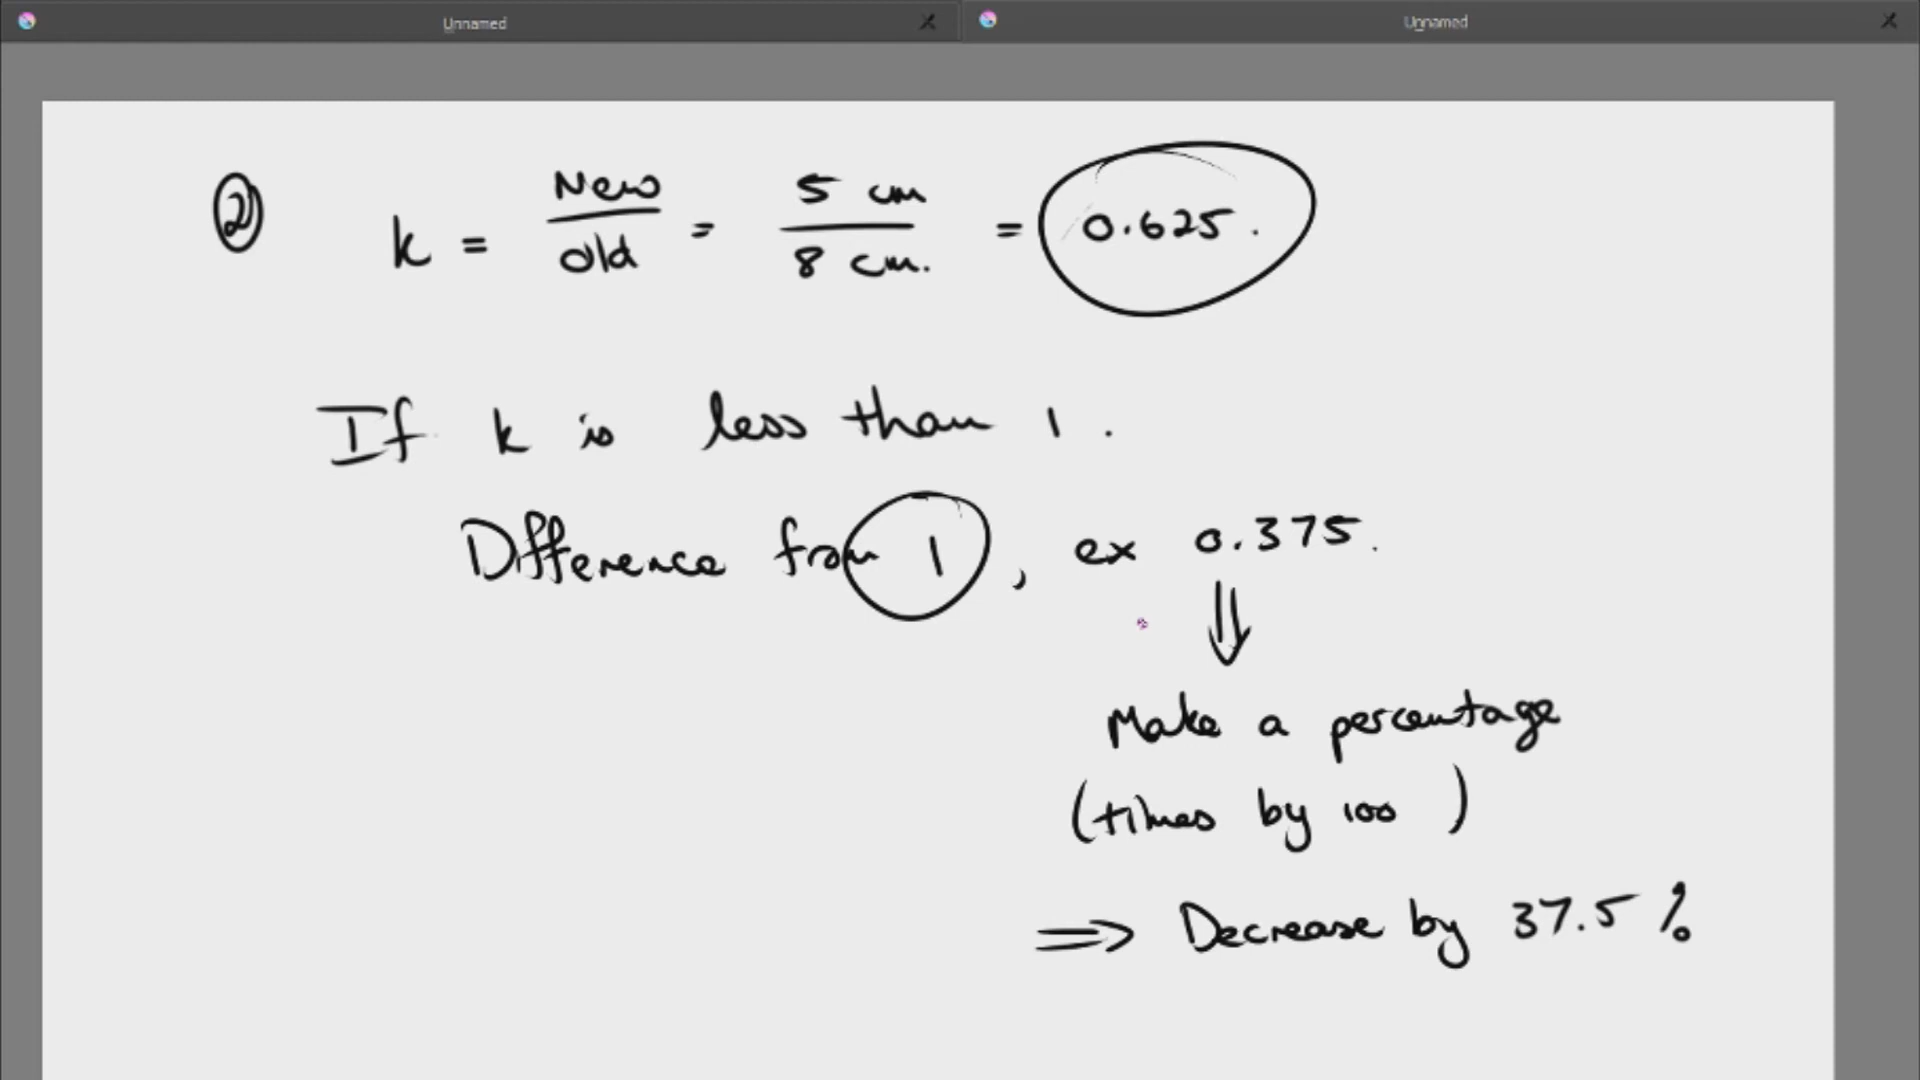 Unnamed
Unnamed
② k = New/old = 5 cm/8 cm. = 0.625.
If k is less than 1.
Difference from 1, ex 0.375.
⇓
Make a percentage
(times by 100)
⇒ Decrease by 37.5%